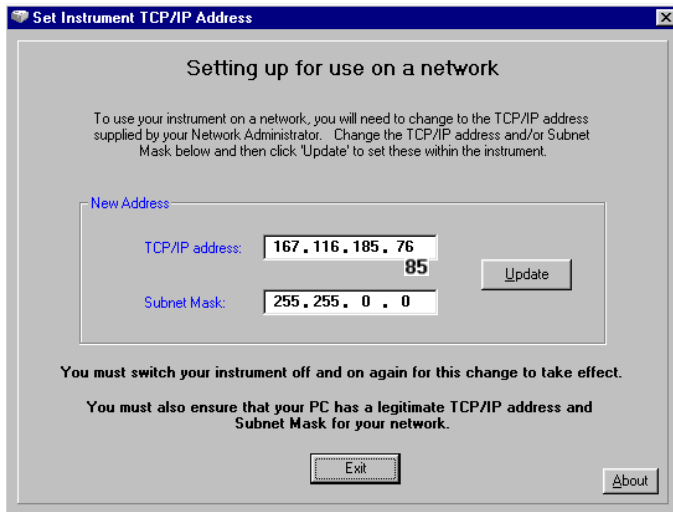 Set Instrument TCP/IP Address
Setting up for use on a network
To use your instrument on a network, you will need to change to the TCP/IP address
supplied by your Network Administrator. Change the TCP/IP address and/or Subnet
Mask below and then click 'Update' to set these within the instrument.
New Address
TCP/IP address: 167.116.185.76
85
Update
Subnet Mask: 255.255.0.0
You must switch your instrument off and on again for this change to take effect.
You must also ensure that your PC has a legitimate TCP/IP address and
Subnet Mask for your network.
Exit
About